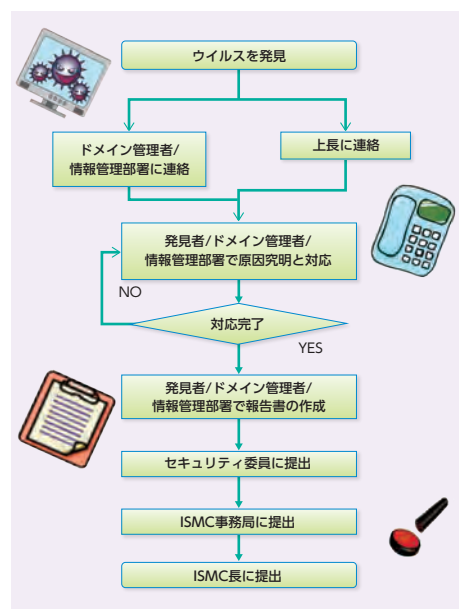 ウイルスを発見
ドメイン管理者/
情報管理部署に連絡
上長に連絡
発見者/ドメイン管理者/
情報管理部署で原因究明と対応
NO
対応完了
YES
発見者/ドメイン管理者/
情報管理部署で報告書の作成
セキュリティ委員に提出
ISMC事務局に提出
ISMC長に提出